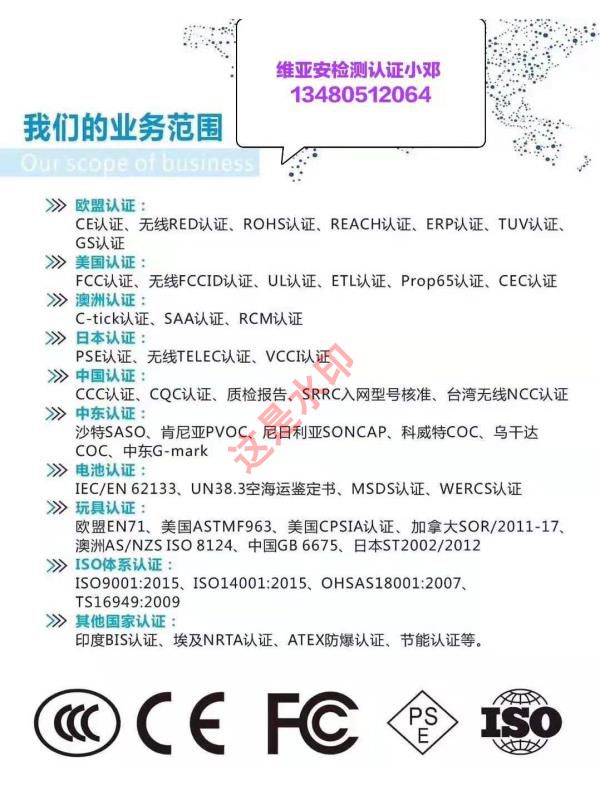 维亚安检测认证小邓
13480512064
我们的业务范围
Our scope of business
欧盟认证：
CE认证、无线RED认证、ROHS认证、REACH认证、ERP认证、TUV认证、
GS认证
美国认证：
FCC认证、无线FCCID认证、UL认证、ETL认证、Prop65认证、CEC认证
澳洲认证：
C-tick认证、SAA认证、RCM认证
日本认证：
PSE认证、无线TELEC认证、VCCI认证
中国认证：
CCC认证、CQC认证、质检报告、SRRC入网型号核准、台湾无线NCC认证
中东认证：
沙特SASO、肯尼亚PVOC、尼日利亚SONCAP、科威特COC、乌干达
COC、中东G-mark
电池认证：
IEC/EN 62133、UN38.3空海运鉴定书、MSDS认证、WERCS认证
玩具认证：
欧盟EN71、美国ASTMF963、美国CPSIA认证、加拿大SOR/2011-17、
澳洲AS/NZS ISO 8124、中国GB 6675、日本ST2002/2012
ISO体系认证：
ISO9001:2015、ISO14001:2015、OHSAS18001:2007、
TS16949:2009
其他国家认证：
印度BIS认证、埃及NRTA认证、ATEX防爆认证、节能认证等。
这是水印
CCC CE FC PSE ISO